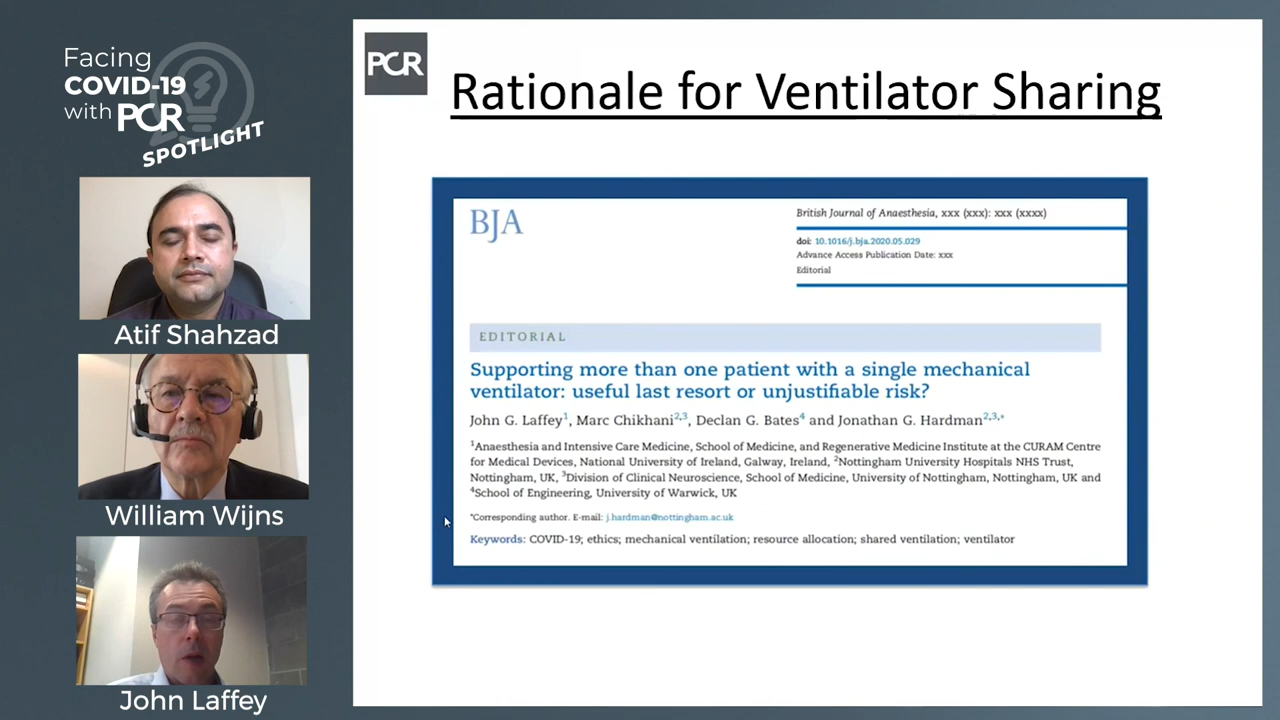 Facing
COVID-19
with PCR
SPOTLIGHT
Atif Shahzad
William Wijns
John Laffey
PCR
Rationale for Ventilator Sharing
BJA
British Journal of Anaesthesia, xxx (xxx): xxx (xxxx)
doi: 10.1016/j.bja.2020.05.029
Advance Access Publication Date: xxx
Editorial
EDITORIAL
Supporting more than one patient with a single mechanical
ventilator: useful last resort or unjustifiable risk?
John G. Laffey1, Marc Chikhani2,3, Declan G. Bates4 and Jonathan G. Hardman2,3,*
1Anaesthesia and Intensive Care Medicine, School of Medicine, and Regenerative Medicine Institute at the CURAM Centre
for Medical Devices, National University of Ireland, Galway, Ireland, 2Nottingham University Hospitals NHS Trust,
Nottingham, UK, 3Division of Clinical Neuroscience, School of Medicine, University of Nottingham, Nottingham, UK and
4School of Engineering, University of Warwick, UK
*Corresponding author. E-mail: j.hardman@nottingham.ac.uk
Keywords: COVID-19; ethics; mechanical ventilation; resource allocation; shared ventilation; ventilator